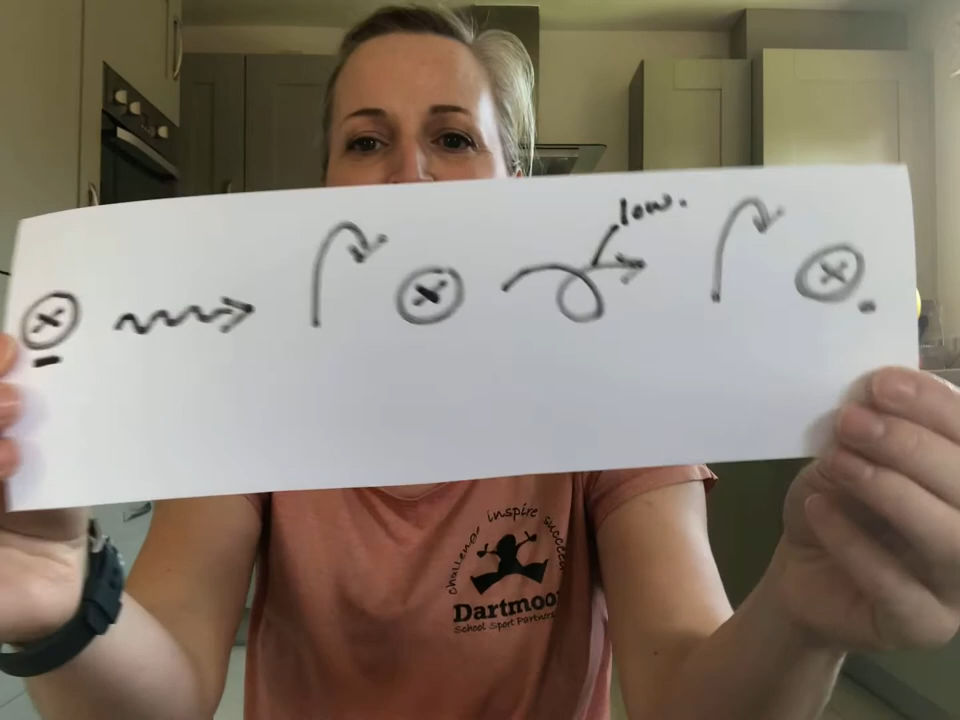 low.
challenge inspire succeed
Dartmoor
School Sport Partnership